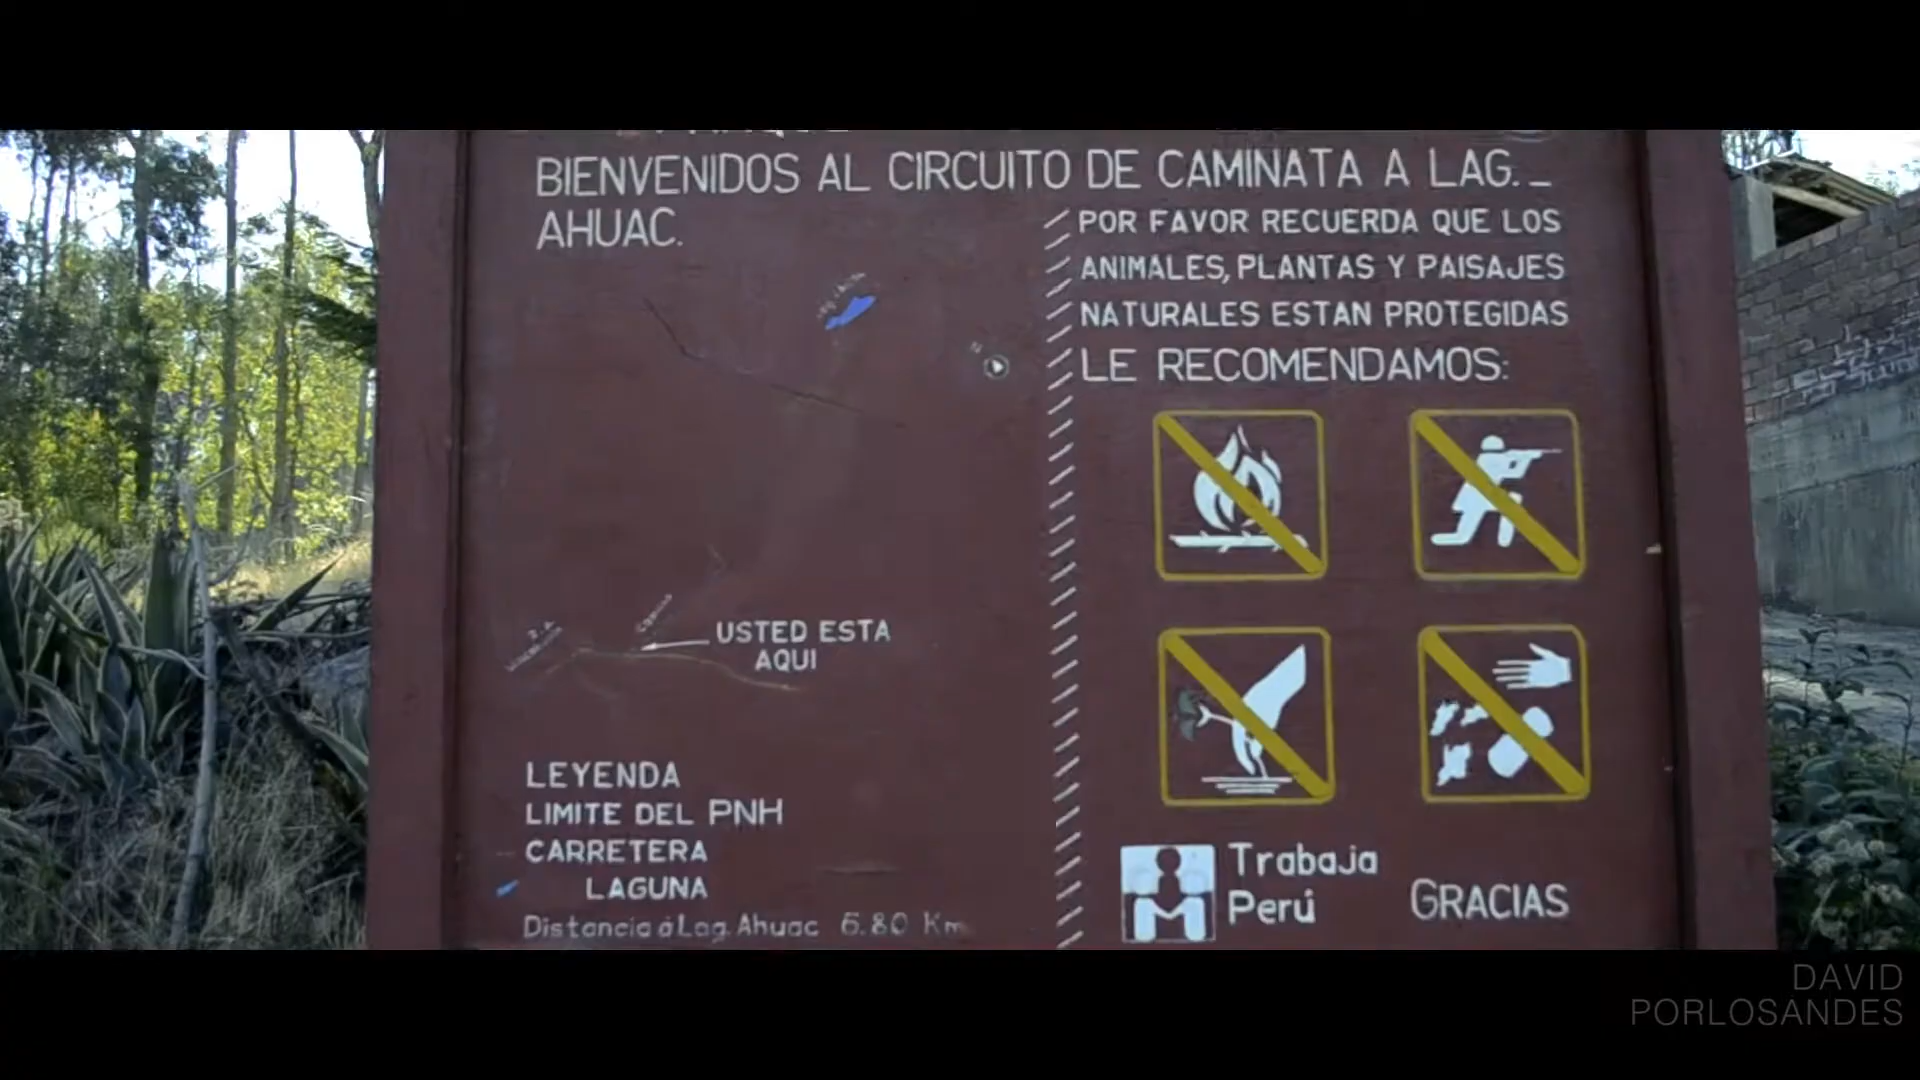 BIENVENIDOS AL CIRCUITO DE CAMINATA A LAG._
AHUAC.
POR FAVOR RECUERDA QUE LOS
ANIMALES, PLANTAS Y PAISAJES
NATURALES ESTAN PROTEGIDAS
LE RECOMENDAMOS:
USTED ESTA
AQUI
LEYENDA
LIMITE DEL PNH
CARRETERA
LAGUNA
Distancia á Lag. Ahuac 6.80 Km
Trabaja
Perú
GRACIAS
DAVID
PORLOSANDES